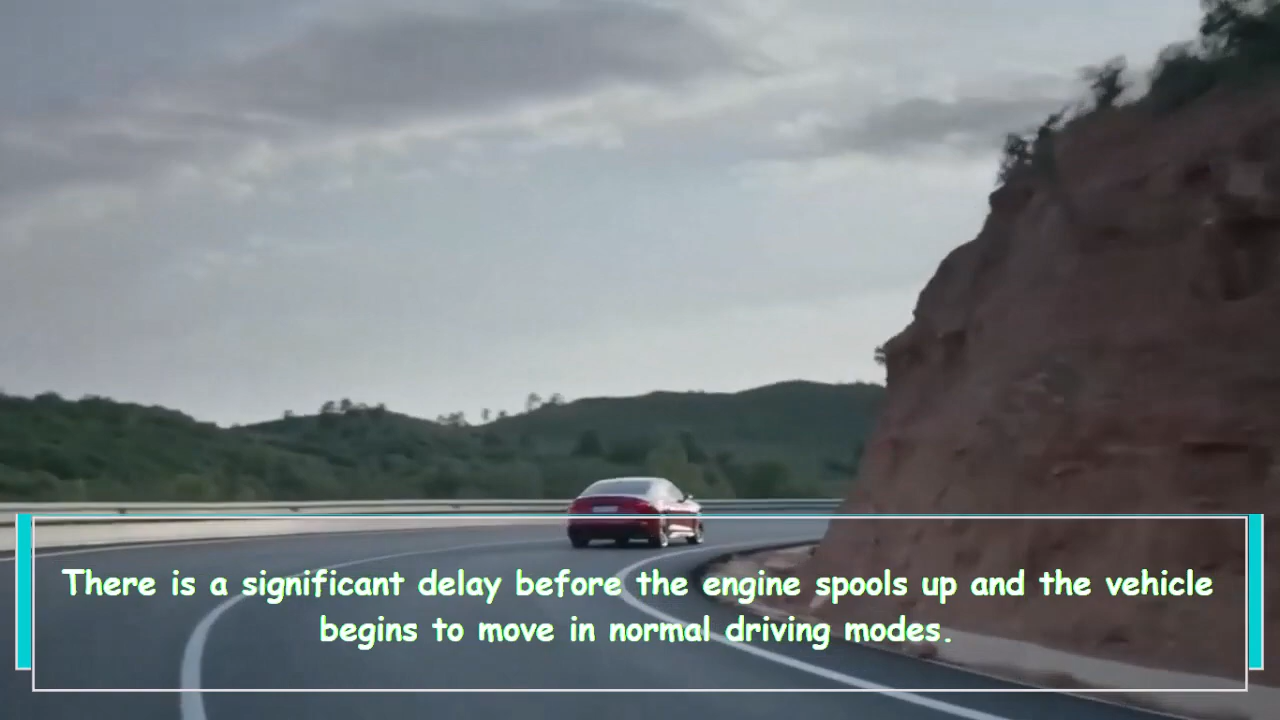 There is a significant delay before the engine spools up and the vehicle
begins to move in normal driving modes.